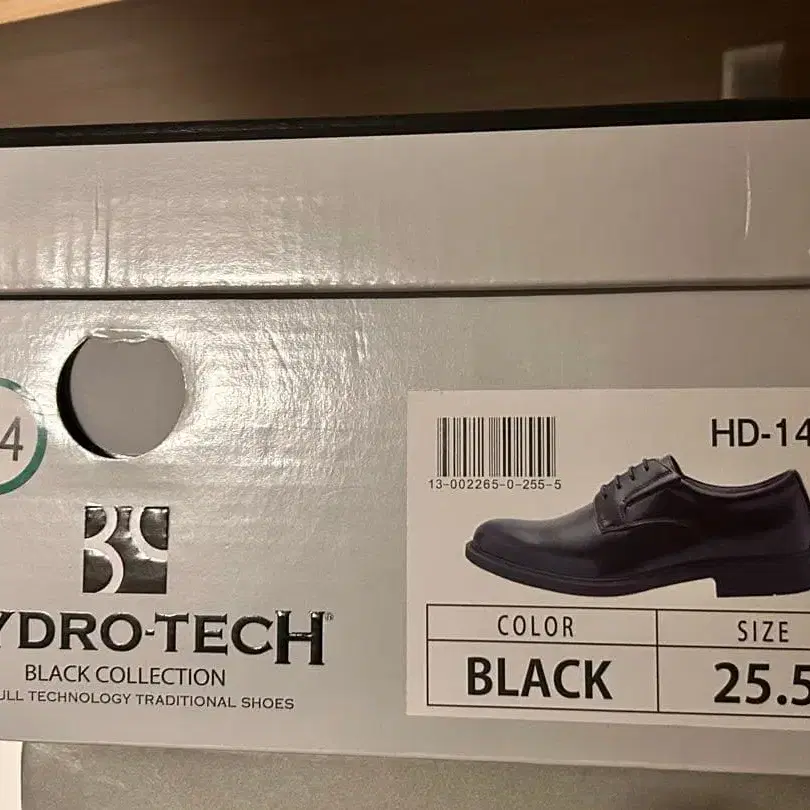 4
HD-14
13-002265-0-255-5
YDRO-TECH®
BLACK COLLECTION
ULL TECHNOLOGY TRADITIONAL SHOES
COLOR SIZE
BLACK 25.5